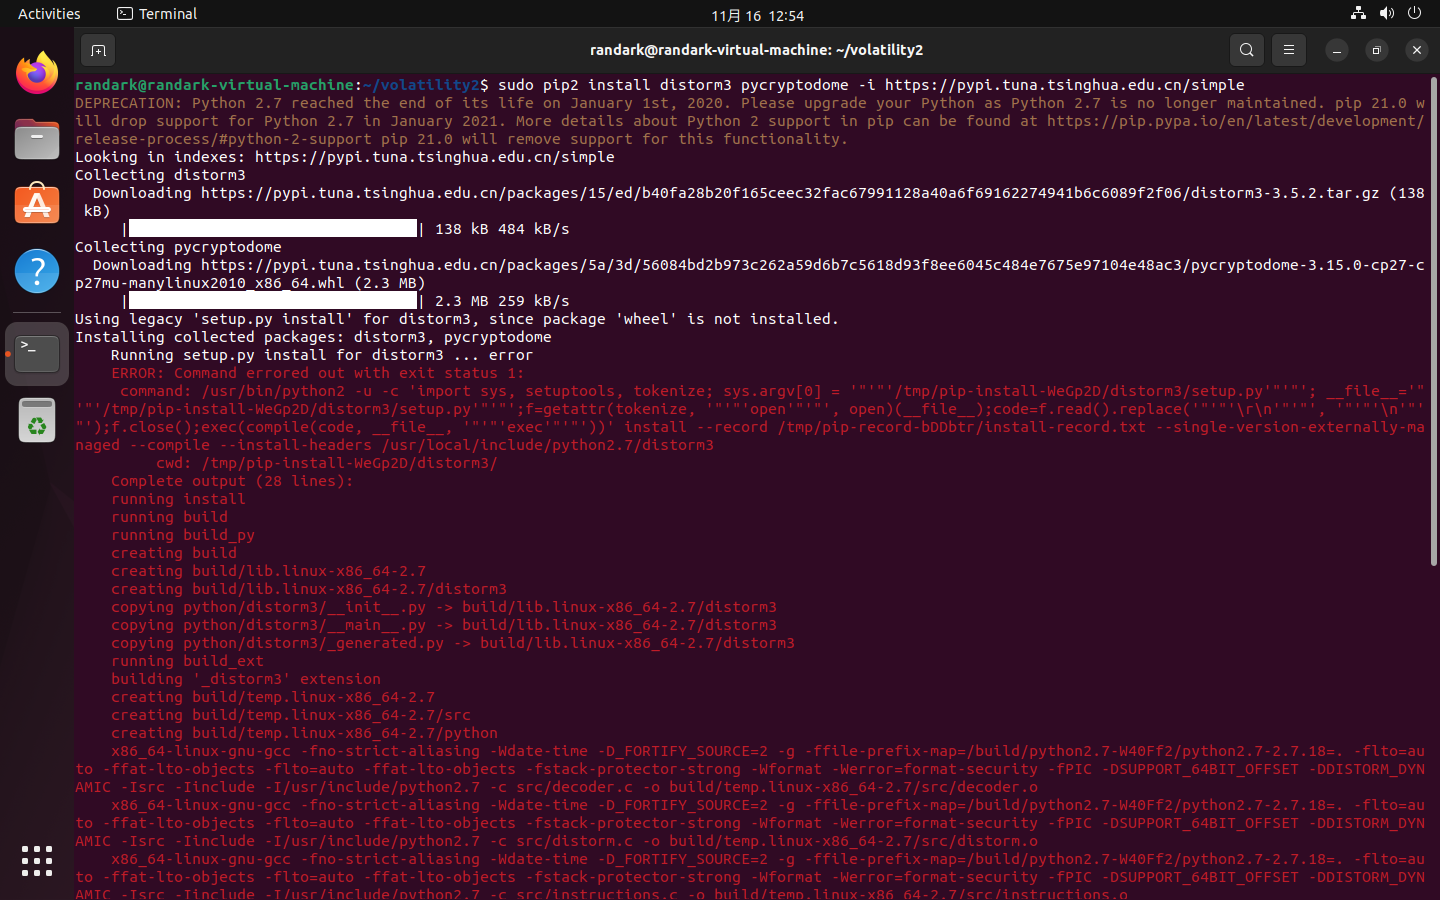 Activities
Terminal
11月 16 12:54
randark@randark-virtual-machine: ~/volatility2
randark@randark-virtual-machine:~/volatility2$ sudo pip2 install distorm3 pycryptodome -i https://pypi.tuna.tsinghua.edu.cn/simple
DEPRECATION: Python 2.7 reached the end of its life on January 1st, 2020. Please upgrade your Python as Python 2.7 is no longer maintained. pip 21.0 w
ill drop support for Python 2.7 in January 2021. More details about Python 2 support in pip can be found at https://pip.pypa.io/en/latest/development/
release-process/#python-2-support pip 21.0 will remove support for this functionality.
Looking in indexes: https://pypi.tuna.tsinghua.edu.cn/simple
Collecting distorm3
  Downloading https://pypi.tuna.tsinghua.edu.cn/packages/15/ed/b40fa28b20f165ceec32fac67991128a40a6f69162274941b6c6089f2f06/distorm3-3.5.2.tar.gz (138
 kB)
     |                                | 138 kB 484 kB/s
Collecting pycryptodome
  Downloading https://pypi.tuna.tsinghua.edu.cn/packages/5a/3d/56084bd2b973c262a59d6b7c5618d93f8ee6045c484e7675e97104e48ac3/pycryptodome-3.15.0-cp27-c
p27mu-manylinux2010_x86_64.whl (2.3 MB)
     |                                | 2.3 MB 259 kB/s
Using legacy 'setup.py install' for distorm3, since package 'wheel' is not installed.
Installing collected packages: distorm3, pycryptodome
    Running setup.py install for distorm3 ... error
    ERROR: Command errored out with exit status 1:
     command: /usr/bin/python2 -u -c 'import sys, setuptools, tokenize; sys.argv[0] = '"'"'/tmp/pip-install-WeGp2D/distorm3/setup.py'"'"'; __file__='"
'"'/tmp/pip-install-WeGp2D/distorm3/setup.py'"'"';f=getattr(tokenize, '"'"'open'"'"', open)(__file__);code=f.read().replace('"'"'\r\n'"'"', '"'"'\n'"'
"');f.close();exec(compile(code, __file__, '"'"'exec'"'"'))' install --record /tmp/pip-record-bDDbtr/install-record.txt --single-version-externally-ma
naged --compile --install-headers /usr/local/include/python2.7/distorm3
         cwd: /tmp/pip-install-WeGp2D/distorm3/
    Complete output (28 lines):
    running install
    running build
    running build_py
    creating build
    creating build/lib.linux-x86_64-2.7
    creating build/lib.linux-x86_64-2.7/distorm3
    copying python/distorm3/__init__.py -> build/lib.linux-x86_64-2.7/distorm3
    copying python/distorm3/__main__.py -> build/lib.linux-x86_64-2.7/distorm3
    copying python/distorm3/_generated.py -> build/lib.linux-x86_64-2.7/distorm3
    running build_ext
    building '_distorm3' extension
    creating build/temp.linux-x86_64-2.7
    creating build/temp.linux-x86_64-2.7/src
    creating build/temp.linux-x86_64-2.7/python
    x86_64-linux-gnu-gcc -fno-strict-aliasing -Wdate-time -D_FORTIFY_SOURCE=2 -g -ffile-prefix-map=/build/python2.7-W40Ff2/python2.7-2.7.18=. -flto=au
to -ffat-lto-objects -flto=auto -ffat-lto-objects -fstack-protector-strong -Wformat -Werror=format-security -fPIC -DSUPPORT_64BIT_OFFSET -DDISTORM_DYN
AMIC -Isrc -Iinclude -I/usr/include/python2.7 -c src/decoder.c -o build/temp.linux-x86_64-2.7/src/decoder.o
    x86_64-linux-gnu-gcc -fno-strict-aliasing -Wdate-time -D_FORTIFY_SOURCE=2 -g -ffile-prefix-map=/build/python2.7-W40Ff2/python2.7-2.7.18=. -flto=au
to -ffat-lto-objects -flto=auto -ffat-lto-objects -fstack-protector-strong -Wformat -Werror=format-security -fPIC -DSUPPORT_64BIT_OFFSET -DDISTORM_DYN
AMIC -Isrc -Iinclude -I/usr/include/python2.7 -c src/distorm.c -o build/temp.linux-x86_64-2.7/src/distorm.o
    x86_64-linux-gnu-gcc -fno-strict-aliasing -Wdate-time -D_FORTIFY_SOURCE=2 -g -ffile-prefix-map=/build/python2.7-W40Ff2/python2.7-2.7.18=. -flto=au
to -ffat-lto-objects -flto=auto -ffat-lto-objects -fstack-protector-strong -Wformat -Werror=format-security -fPIC -DSUPPORT_64BIT_OFFSET -DDISTORM_DYN
AMIC -Isrc -Iinclude -I/usr/include/python2.7 -c src/instructions.c -o build/temp.linux-x86_64-2.7/src/instructions.o